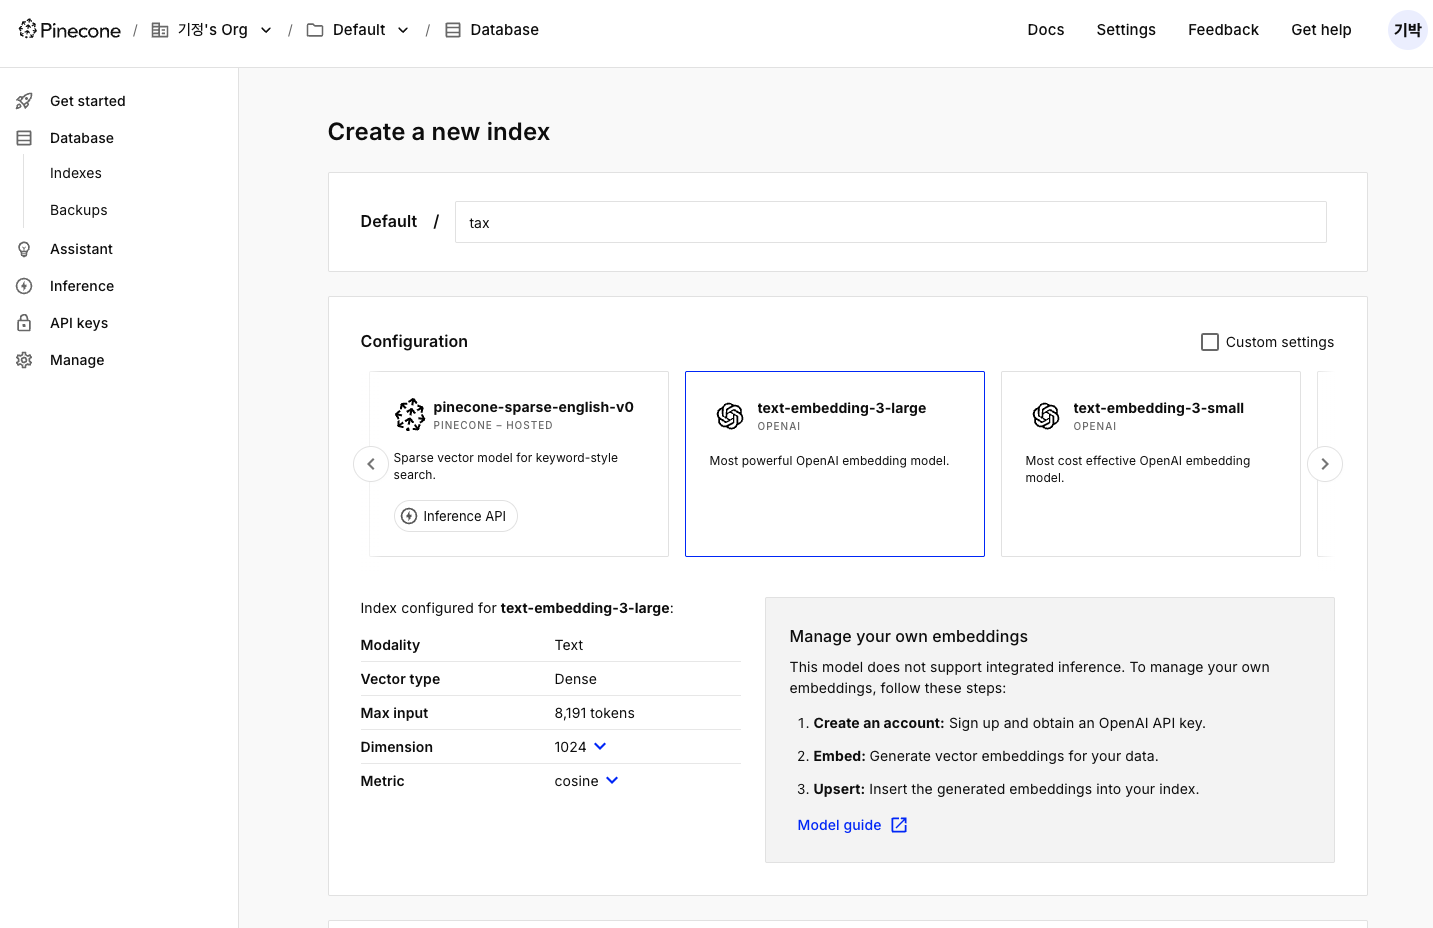 Pinecone / 기정's Org / Default / Database
Docs Settings Feedback Get help 기박
Get started
Database
Indexes
Backups
Assistant
Inference
API keys
Manage
Create a new index
Default / tax
Configuration
Custom settings
pinecone-sparse-english-v0
PINECONE – HOSTED
Sparse vector model for keyword-style
search.
Inference API
text-embedding-3-large
OPENAI
Most powerful OpenAI embedding model.
text-embedding-3-small
OPENAI
Most cost effective OpenAI embedding
model.
Index configured for text-embedding-3-large:
Modality Text
Vector type Dense
Max input 8,191 tokens
Dimension 1024
Metric cosine
Manage your own embeddings
This model does not support integrated inference. To manage your own
embeddings, follow these steps:
1. Create an account: Sign up and obtain an OpenAI API key.
2. Embed: Generate vector embeddings for your data.
3. Upsert: Insert the generated embeddings into your index.
Model guide